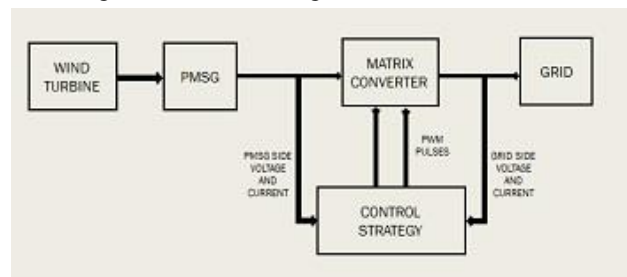 WIND
TURBINE
PMSG
MATRIX
CONVERTER
GRID
PMSG SIDE
VOLTAGE
AND
CURRENT
PWM
PULSES
GRID SIDE
VOLTAGE
AND
CURRENT
CONTROL
STRATEGY